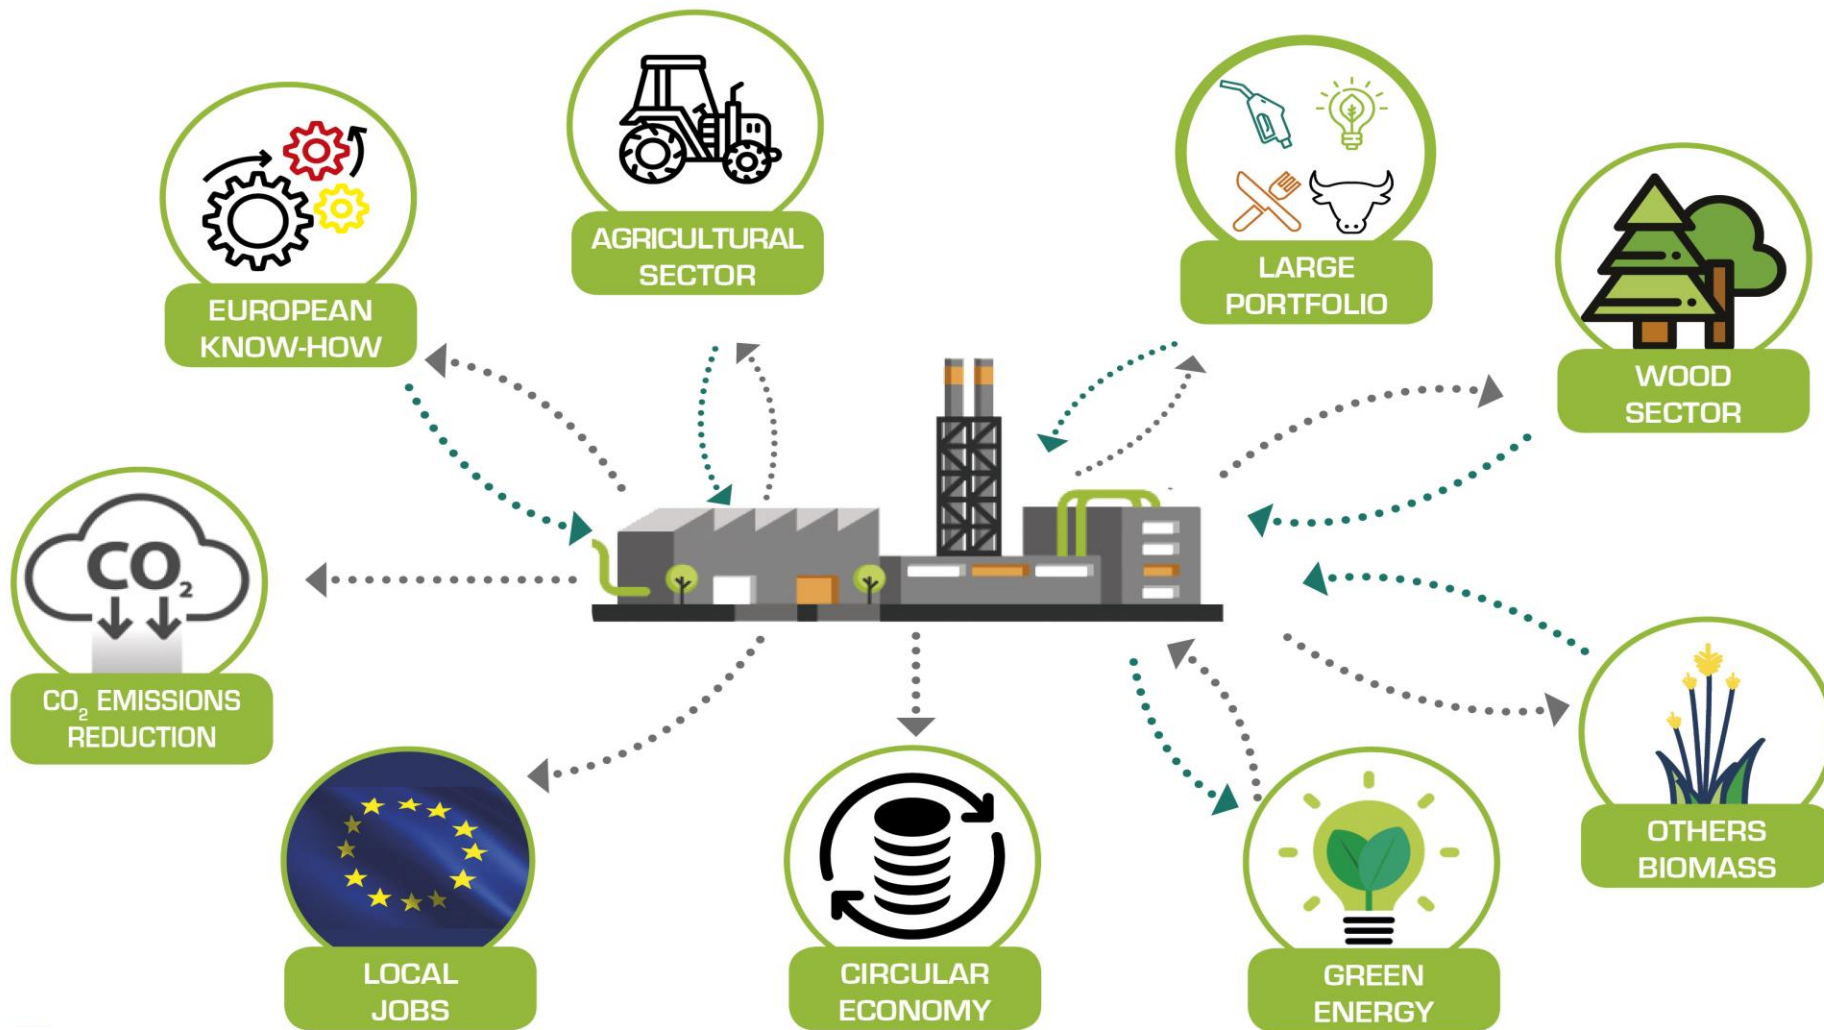 AGRICULTURAL
SECTOR
LARGE
PORTFOLIO
EUROPEAN
KNOW-HOW
WOOD
SECTOR
CO₂
CO₂ EMISSIONS
REDUCTION
OTHERS
BIOMASS
LOCAL
JOBS
CIRCULAR
ECONOMY
GREEN
ENERGY